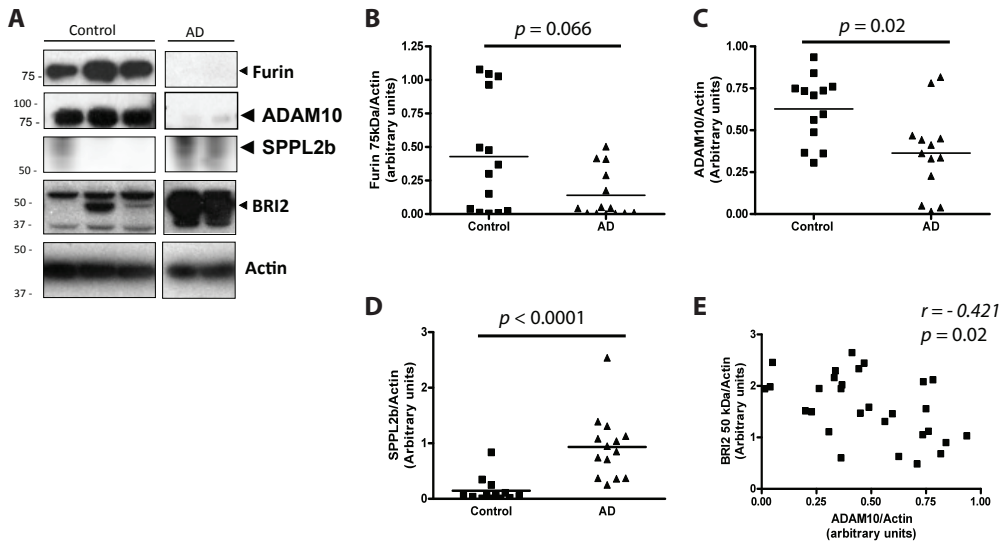 A
Control
AD
75 -
Furin
100 -
75 -
ADAM10
SPPL2b
50 -
50 -
37 -
BRI2
50 -
37 -
Actin
B
p = 0.066
Furin 75kDa/Actin
(arbitrary units)
1.25
1.00
0.75
0.50
0.25
0.00
Control
AD
C
p = 0.02
ADAM10/Actin
(Arbitrary units)
1.00
0.75
0.50
0.25
0.00
Control
AD
D
p < 0.0001
SPPL2b/Actin
(Arbitrary units)
3
2
1
0
Control
AD
E
r = - 0.421
p = 0.02
BRI2 50 kDa/Actin
(Arbitrary units)
3
2
1
0
0.00
0.25
0.50
0.75
1.00
ADAM10/Actin
(arbitrary units)